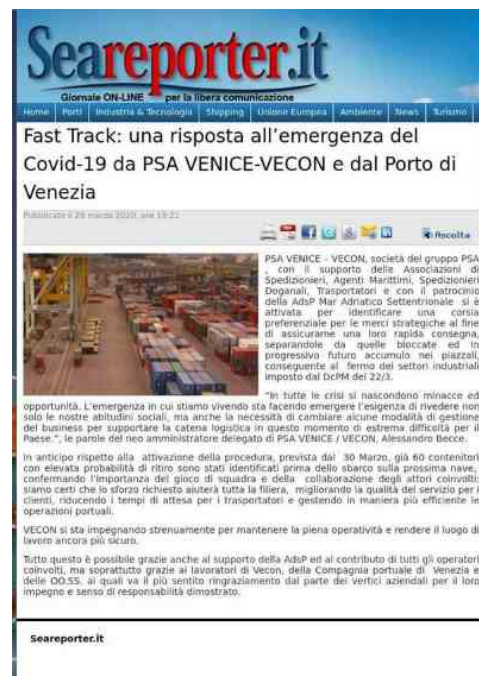 Seareporter.it
Giornale ON-LINE per la libera comunicazione
Home Porti Industria & Tecnologia Shipping Unione Europea Ambiente News Turismo
Fast Track: una risposta all'emergenza del
Covid-19 da PSA VENICE-VECON e dal Porto di
Venezia
Pubblicato il 28 marzo 2020, ore 19:21
Ascolta
PSA VENICE - VECON, società del gruppo PSA
, con il supporto delle Associazioni di
Spedizionieri, Agenti Marittimi, Spedizionieri
Doganali, Trasportatori e con il patrocinio
della AdsP Mar Adriatico Settentrionale si è
attivata per identificare una corsia
preferenziale per le merci strategiche al fine
di assicurarne una loro rapida consegna,
separandole da quelle bloccate ed in
progressivo futuro accumulo nei piazzali,
conseguente al fermo dei settori industriali
imposto dal DcPM del 22/3.
"In tutte le crisi si nascondono minacce ed
opportunità. L'emergenza in cui stiamo vivendo sta facendo emergere l'esigenza di rivedere non
solo le nostre abitudini sociali, ma anche la necessità di cambiare alcune modalità di gestione
del business per supportare la catena logistica in questo momento di estrema difficoltà per il
Paese.", le parole del neo amministratore delegato di PSA VENICE / VECON, Alessandro Becce.
In anticipo rispetto alla attivazione della procedura, prevista dal 30 Marzo, già 60 contenitori
con elevata probabilità di ritiro sono stati identificati prima dello sbarco sulla prossima nave,
confermando l'importanza del gioco di squadra e della collaborazione degli attori coinvolti:
siamo certi che lo sforzo richiesto aiuterà tutta la filiera, migliorando la qualità del servizio per i
clienti, riducendo i tempi di attesa per i trasportatori e gestendo in maniera più efficiente le
operazioni portuali.
VECON si sta impegnando strenuamente per mantenere la piena operatività e rendere il luogo di
lavoro ancora più sicuro.
Tutto questo è possibile grazie anche al supporto della AdsP ed al contributo di tutti gli operatori
coinvolti, ma soprattutto grazie ai lavoratori di Vecon, della Compagnia portuale di Venezia e
delle OO.SS. ai quali va il più sentito ringraziamento dal parte dei vertici aziendali per il loro
impegno e senso di responsabilità dimostrato.
Seareporter.it